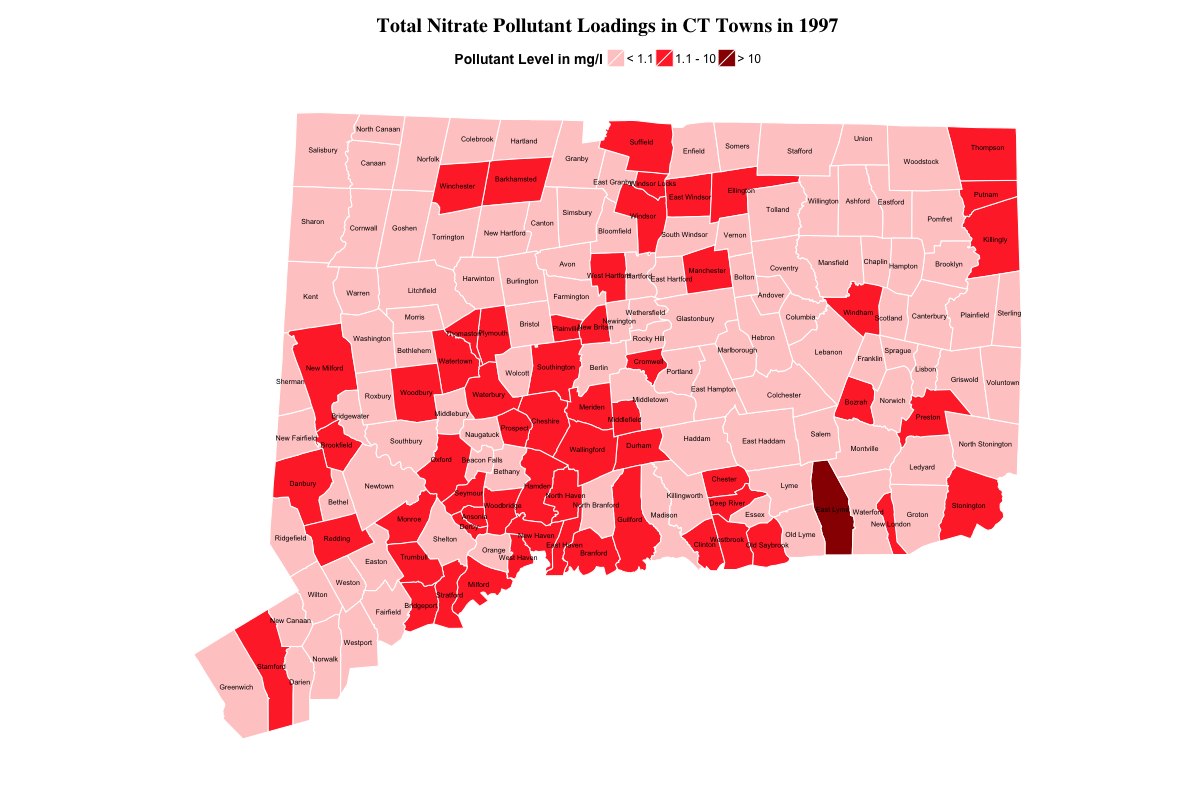 Total Nitrate Pollutant Loadings in CT Towns in 1997
Pollutant Level in mg/l < 1.1 1.1 - 10 > 10
North Canaan
Colebrook
Hartland
Salisbury
Canaan
Norfolk
Granby
Suffield
Enfield
Somers
Stafford
Union
Woodstock
Thompson
Winchester
Barkhamsted
East Granby
Windsor Locks
East Windsor
Ellington
Putnam
Sharon
Cornwall
Goshen
Torrington
New Hartford
Canton
Simsbury
Bloomfield
Windsor
South Windsor
Vernon
Tolland
Willington
Ashford
Eastford
Pomfret
Killingly
Kent
Warren
Litchfield
Harwinton
Burlington
Avon
Farmington
West Hartford
Hartford
East Hartford
Manchester
Bolton
Coventry
Mansfield
Chaplin
Hampton
Brooklyn
Andover
Washington
Morris
Bethlehem
Thomaston
Plymouth
Bristol
Plainville
New Britain
Newington
Wethersfield
Rocky Hill
Glastonbury
Hebron
Marlborough
Columbia
Windham
Scotland
Canterbury
Plainfield
Sterling
Lebanon
Franklin
Sprague
Lisbon
Griswold
Voluntown
New Milford
Sherman
Roxbury
Woodbury
Watertown
Waterbury
Wolcott
Southington
Berlin
Cromwell
Portland
East Hampton
Colchester
Bozrah
Norwich
Preston
Bridgewater
Middlebury
Naugatuck
Prospect
Cheshire
Meriden
Middletown
Middlefield
New Fairfield
Brookfield
Southbury
Oxford
Beacon Falls
Bethany
Wallingford
Durham
Haddam
East Haddam
Salem
Montville
Ledyard
North Stonington
Danbury
Bethel
Newtown
Seymour
Woodbridge
Hamden
North Haven
North Branford
Guilford
Madison
Killingworth
Chester
Deep River
Essex
Lyme
Old Lyme
East Lyme
Waterford
New London
Groton
Stonington
Ridgefield
Redding
Monroe
Ansonia
Derby
Shelton
Orange
New Haven
West Haven
East Haven
Branford
Clinton
Westbrook
Old Saybrook
Easton
Trumbull
Weston
Wilton
Milford
Stratford
Bridgeport
Fairfield
New Canaan
Westport
Stamford
Norwalk
Darien
Greenwich